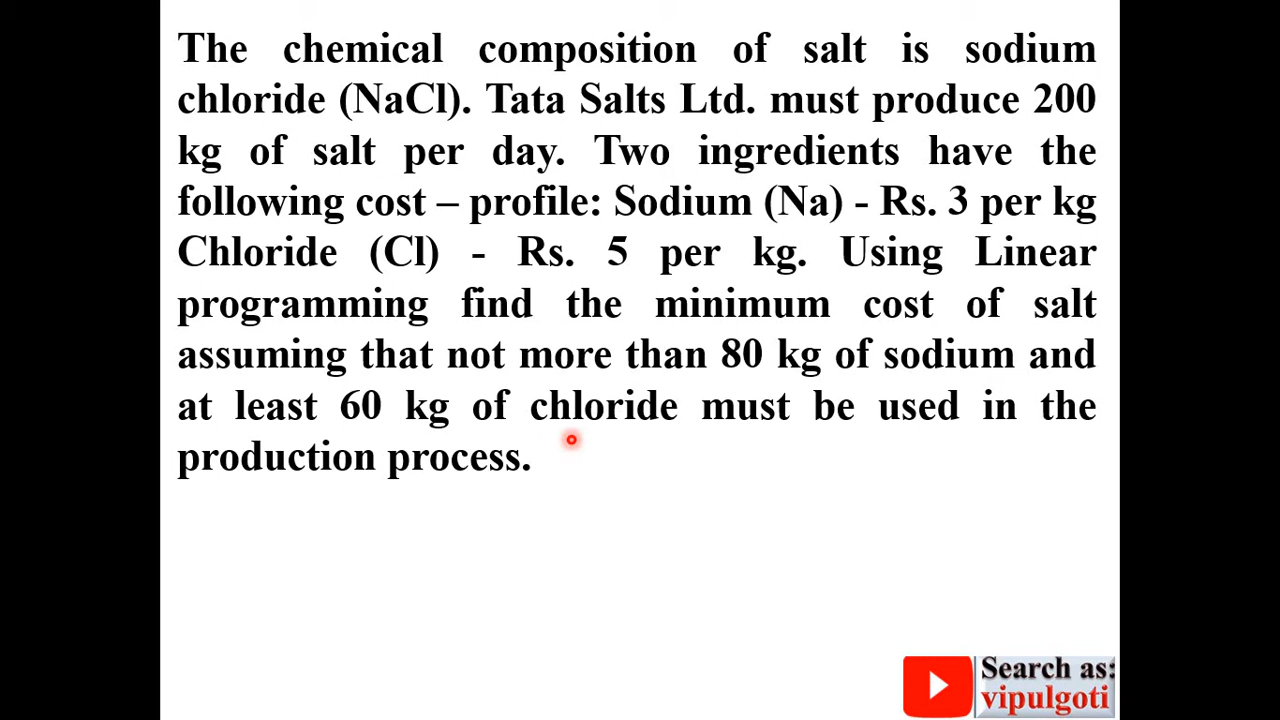 The chemical composition of salt is sodium
chloride (NaCl). Tata Salts Ltd. must produce 200
kg of salt per day. Two ingredients have the
following cost – profile: Sodium (Na) - Rs. 3 per kg
Chloride (Cl) - Rs. 5 per kg. Using Linear
programming find the minimum cost of salt
assuming that not more than 80 kg of sodium and
at least 60 kg of chloride must be used in the
production process.
Search as:
vipulgoti